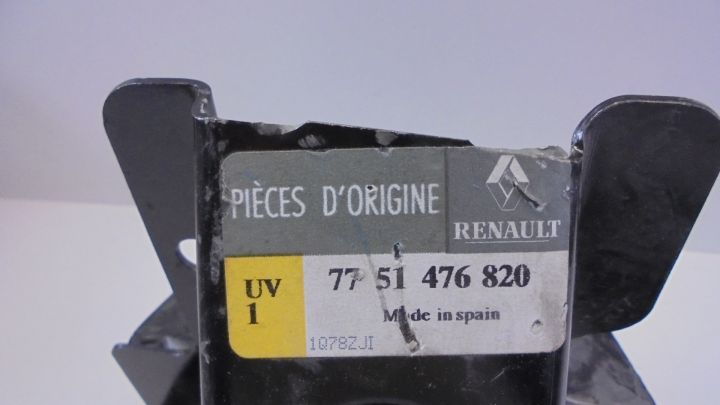 PIÈCES D'ORIGINE
RENAULT
UV
1
77 51 476 820
Made in spain
1Q78ZJI